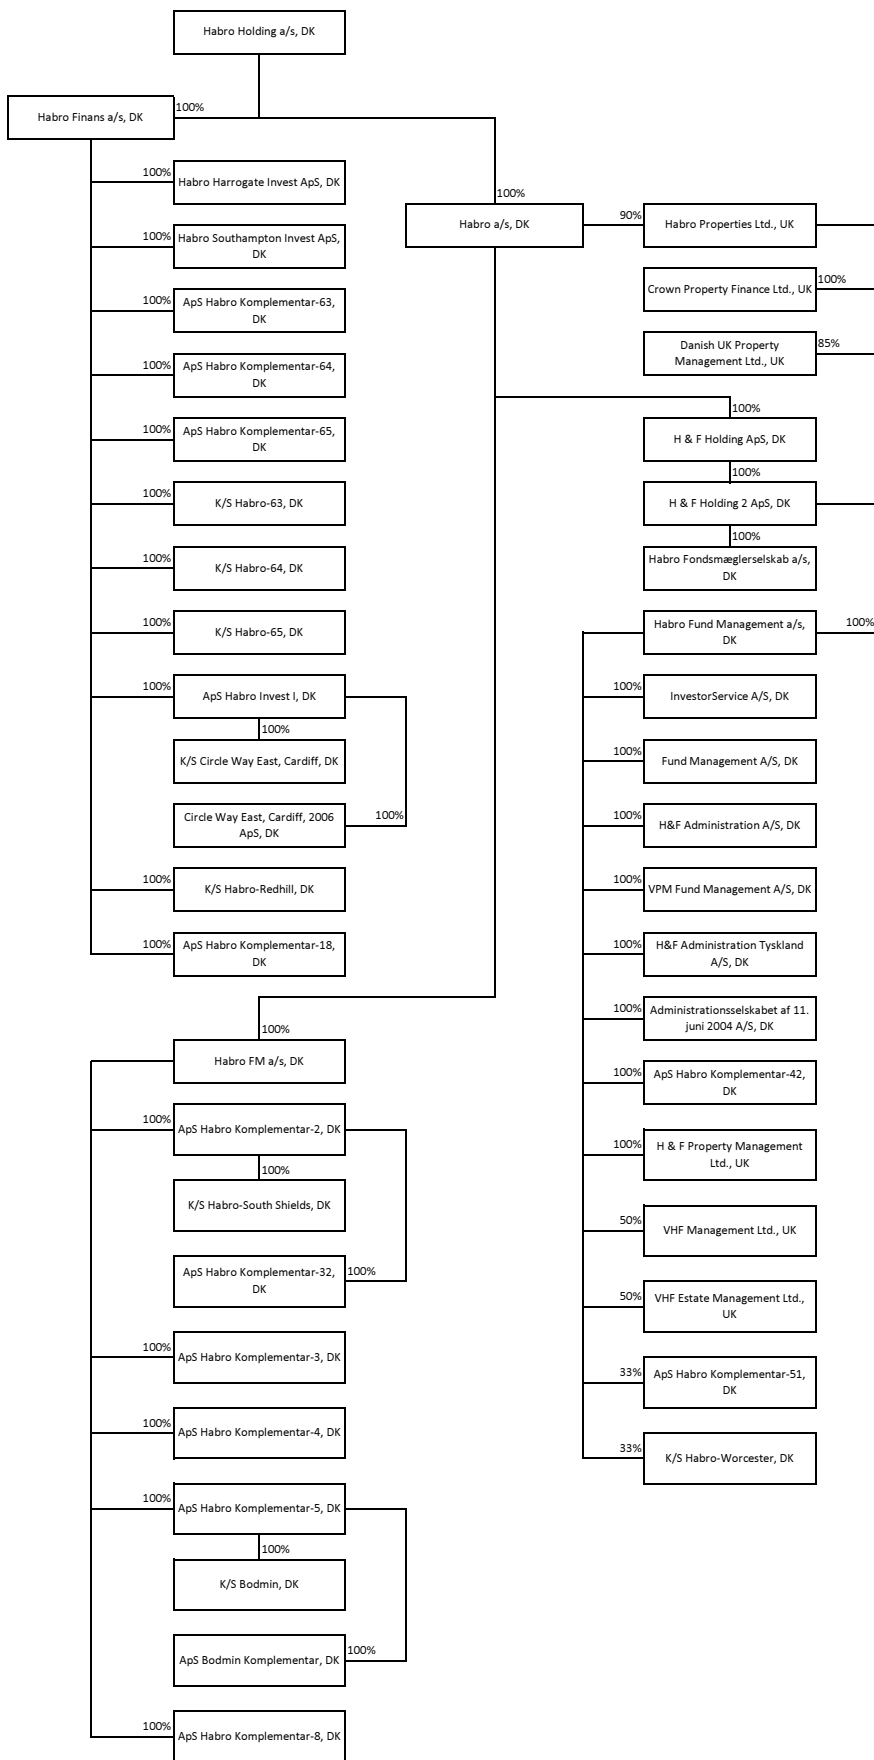 Habro Holding a/s, DK
100%
Habro Finans a/s, DK
100%
Habro Harrogate Invest ApS, DK
100%
Habro Southampton Invest ApS,
DK
100%
ApS Habro Komplementar-63,
DK
100%
ApS Habro Komplementar-64,
DK
100%
ApS Habro Komplementar-65,
DK
100%
K/S Habro-63, DK
100%
K/S Habro-64, DK
100%
K/S Habro-65, DK
100%
ApS Habro Invest I, DK
100%
K/S Circle Way East, Cardiff, DK
Circle Way East, Cardiff, 2006
ApS, DK
100%
100%
K/S Habro-Redhill, DK
100%
ApS Habro Komplementar-18,
DK
100%
Habro a/s, DK
90%
Habro Properties Ltd., UK
Crown Property Finance Ltd., UK
100%
Danish UK Property
Management Ltd., UK
85%
100%
H & F Holding ApS, DK
100%
H & F Holding 2 ApS, DK
100%
Habro Fondsmæglerselskab a/s,
DK
Habro Fund Management a/s,
DK
100%
100%
InvestorService A/S, DK
100%
Fund Management A/S, DK
100%
H&F Administration A/S, DK
100%
VPM Fund Management A/S, DK
100%
H&F Administration Tyskland
A/S, DK
100%
Administrationsselskabet af 11.
juni 2004 A/S, DK
100%
ApS Habro Komplementar-42,
DK
100%
H & F Property Management
Ltd., UK
50%
VHF Management Ltd., UK
50%
VHF Estate Management Ltd.,
UK
33%
ApS Habro Komplementar-51,
DK
33%
K/S Habro-Worcester, DK
100%
Habro FM a/s, DK
100%
ApS Habro Komplementar-2, DK
100%
K/S Habro-South Shields, DK
ApS Habro Komplementar-32,
DK
100%
100%
ApS Habro Komplementar-3, DK
100%
ApS Habro Komplementar-4, DK
100%
ApS Habro Komplementar-5, DK
100%
K/S Bodmin, DK
ApS Bodmin Komplementar, DK
100%
100%
ApS Habro Komplementar-8, DK